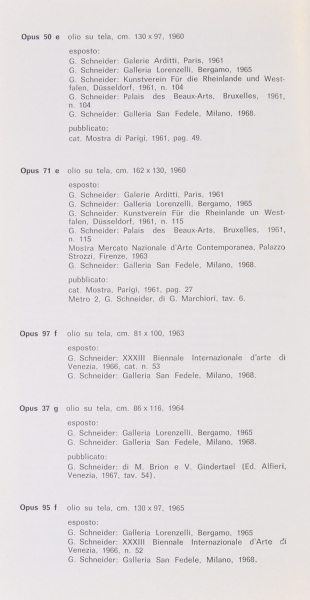 Opus 50 e olio su tela, cm. 130 x 97, 1960
esposto:
G. Schneider: Galerie Arditti, Paris, 1961
G. Schneider: Galleria Lorenzelli, Bergamo, 1965
G. Schneider: Kunstverein Für die Rheinlande und West-
falen, Düsseldorf, 1961, n. 104
G. Schneider: Palais des Beaux-Arts, Bruxelles, 1961,
n. 104
G. Schneider: Galleria San Fedele, Milano, 1968.
pubblicato:
cat. Mostra di Parigi, 1961, pag. 49.
Opus 71 e olio su tela, cm. 162 x 130, 1960
esposto:
G. Schneider: Galerie Arditti, Paris, 1961
G. Schneider: Galleria Lorenzelli, Bergamo, 1965
G. Schneider: Kunstverein Für die Rheinlande un West-
falen, Düsseldorf, 1961, n. 115
G. Schneider: Palais des Beaux-Arts, Bruxelles, 1961,
n. 115
Mostra Mercato Nazionale d'Arte Contemporanea, Palazzo
Strozzi, Firenze, 1963
G. Schneider: Galleria San Fedele, Milano, 1968.
pubblicato:
cat. Mostra, Parigi, 1961, pag. 27
Metro 2, G. Schneider, di G. Marchiori, tav. 6.
Opus 97 f olio su tela, cm. 81 x 100, 1963
esposto:
G. Schneider: XXXIII Biennale Internazionale d'arte di
Venezia, 1966, cat. n. 53
G. Schneider: Galleria San Fedele, Milano, 1968.
Opus 37 g olio su tela, cm. 86 x 116, 1964
esposto:
G. Schneider: Galleria Lorenzelli, Bergamo, 1965
G. Schneider: Galleria San Fedele, Milano, 1968.
pubblicato:
G. Schneider: di M. Brion e V. Gindertael (Ed. Alfieri,
Venezia, 1967, tav. 54).
Opus 95 f olio su tela, cm. 130 x 97, 1965
esposto:
G. Schneider: Galleria Lorenzelli, Bergamo, 1965
G. Schneider: XXXIII Biennale Internazionale d'Arte di
Venezia, 1966, n. 52
G. Schneider: Galleria San Fedele, Milano, 1968.